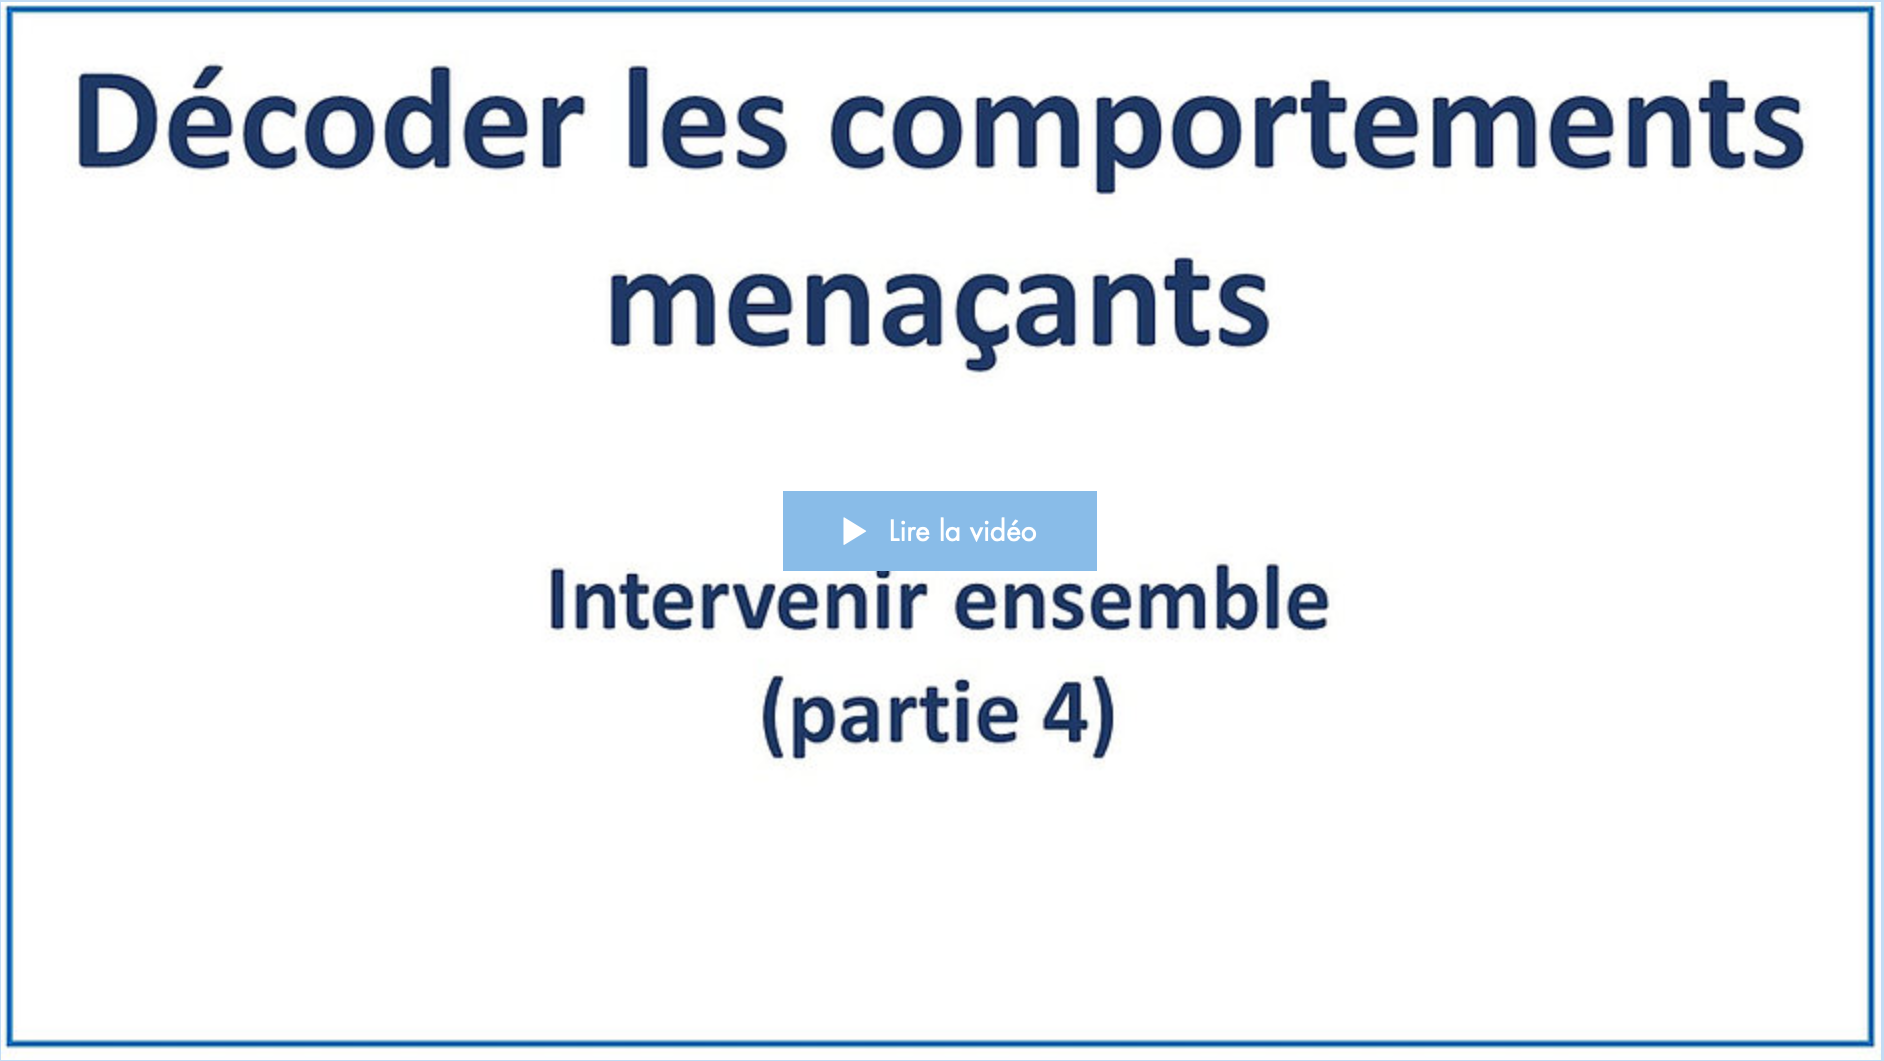 Décoder les comportements
menaçants
Lire la vidéo
Intervenir ensemble
(partie 4)